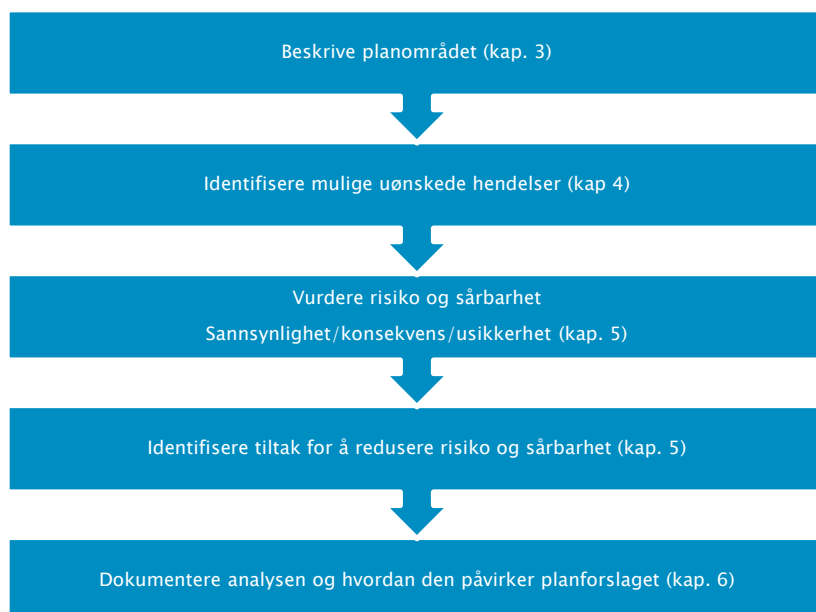 Beskrive planområdet (kap. 3)
Identifisere mulige uønskede hendelser (kap 4)
Vurdere risiko og sårbarhet
Sannsynlighet/konsekvens/usikkerhet (kap. 5)
Identifisere tiltak for å redusere risiko og sårbarhet (kap. 5)
Dokumentere analysen og hvordan den påvirker planforslaget (kap. 6)